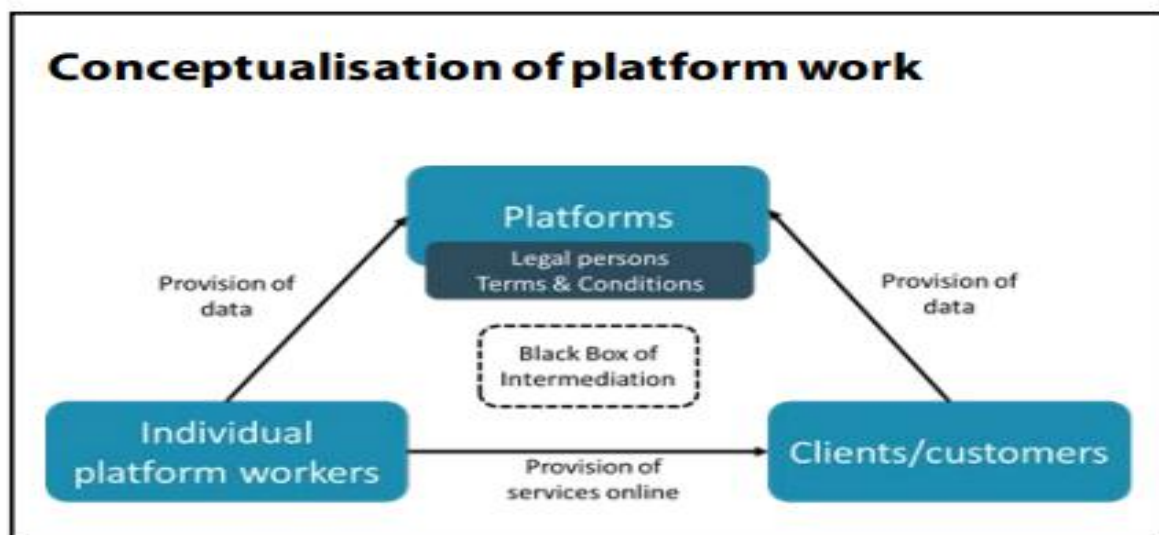 Conceptualisation of platform work
Platforms
Legal persons
Terms & Conditions
Provision of
data
Provision of
data
Black Box of
Intermediation
Individual
platform workers
Provision of
services online
Clients/customers